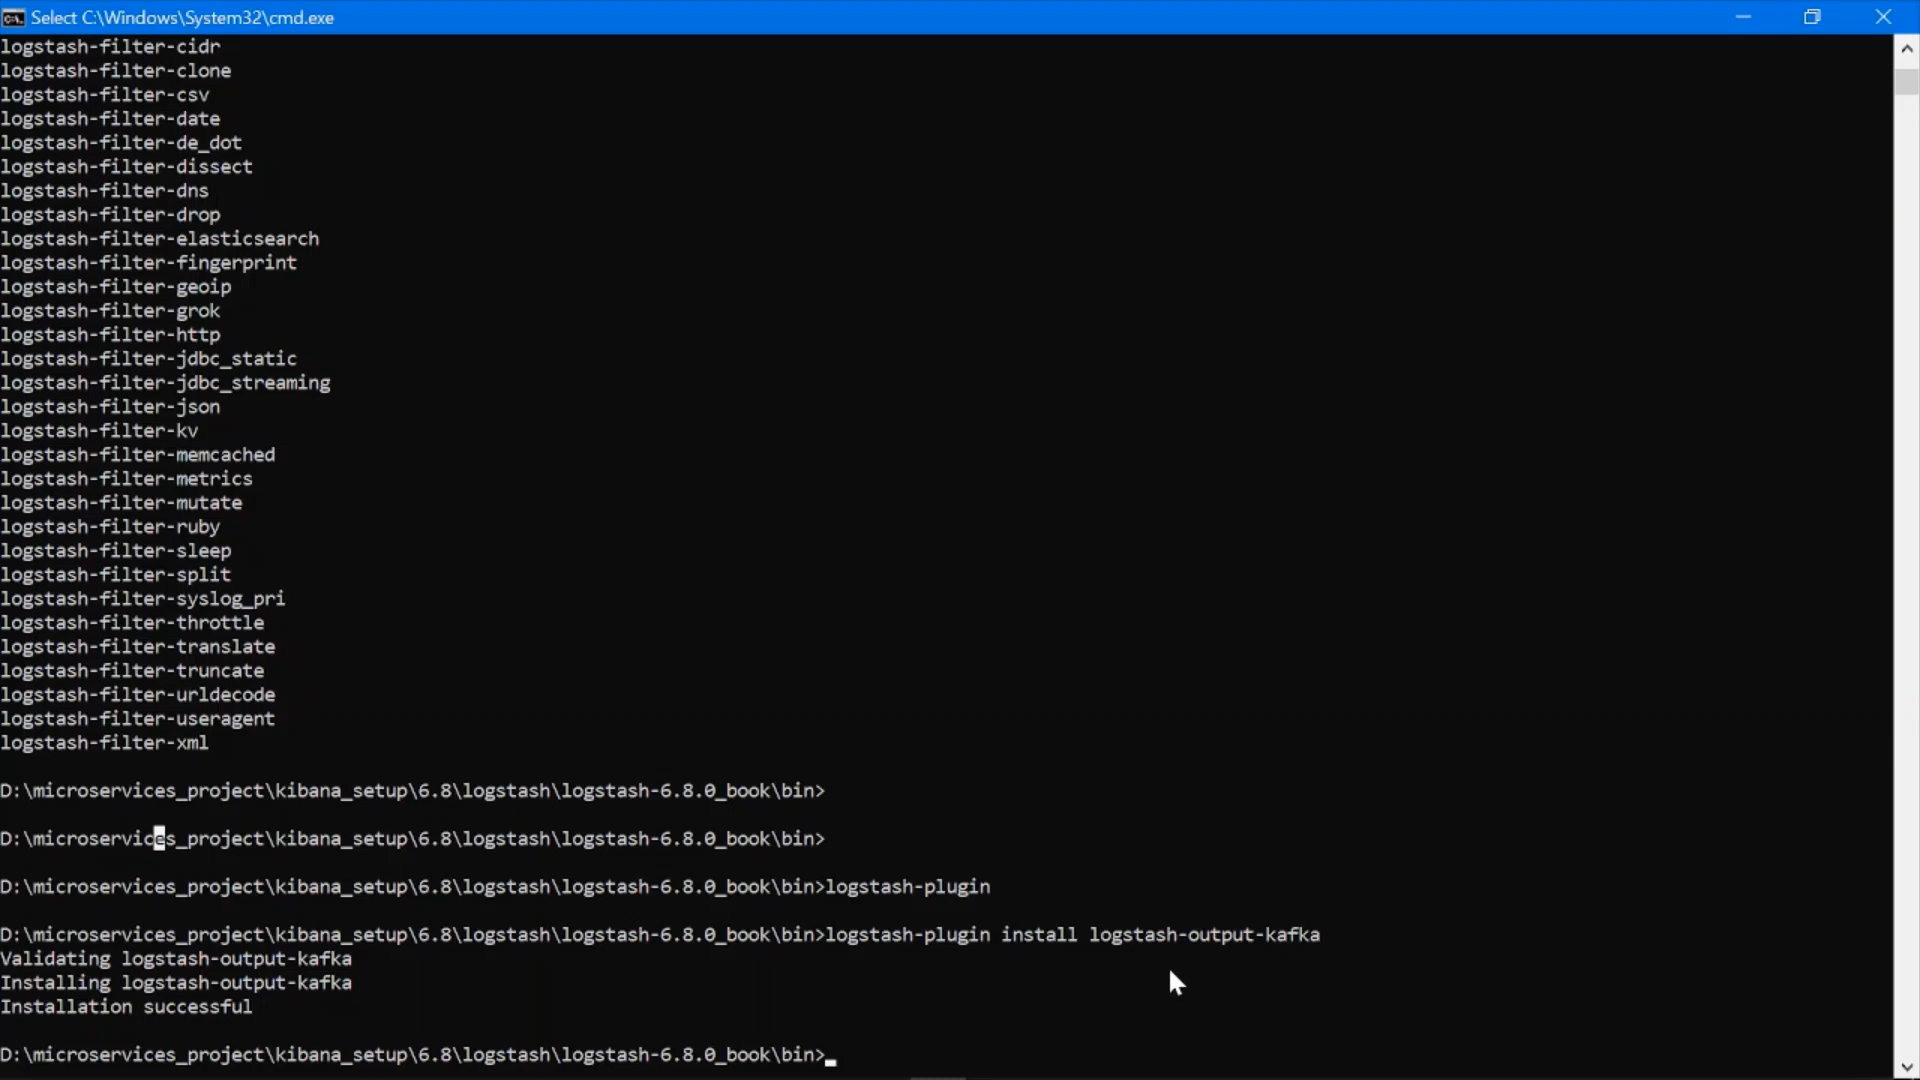 Select C:\Windows\System32\cmd.exe
logstash-filter-cidr
logstash-filter-clone
logstash-filter-csv
logstash-filter-date
logstash-filter-de_dot
logstash-filter-dissect
logstash-filter-dns
logstash-filter-drop
logstash-filter-elasticsearch
logstash-filter-fingerprint
logstash-filter-geoip
logstash-filter-grok
logstash-filter-http
logstash-filter-jdbc_static
logstash-filter-jdbc_streaming
logstash-filter-json
logstash-filter-kv
logstash-filter-memcached
logstash-filter-metrics
logstash-filter-mutate
logstash-filter-ruby
logstash-filter-sleep
logstash-filter-split
logstash-filter-syslog_pri
logstash-filter-throttle
logstash-filter-translate
logstash-filter-truncate
logstash-filter-urldecode
logstash-filter-useragent
logstash-filter-xml
D:\microservices_project\kibana_setup\6.8\logstash\logstash-6.8.0_book\bin>
D:\microservices_project\kibana_setup\6.8\logstash\logstash-6.8.0_book\bin>
D:\microservices_project\kibana_setup\6.8\logstash\logstash-6.8.0_book\bin>logstash-plugin
D:\microservices_project\kibana_setup\6.8\logstash\logstash-6.8.0_book\bin>logstash-plugin install logstash-output-kafka
Validating logstash-output-kafka
Installing logstash-output-kafka
Installation successful
D:\microservices_project\kibana_setup\6.8\logstash\logstash-6.8.0_book\bin>